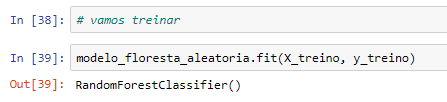 In [38]: # vamos treinar
In [39]: modelo_floresta_aleatoria.fit(X_treino, y_treino)
Out[39]: RandomForestClassifier()